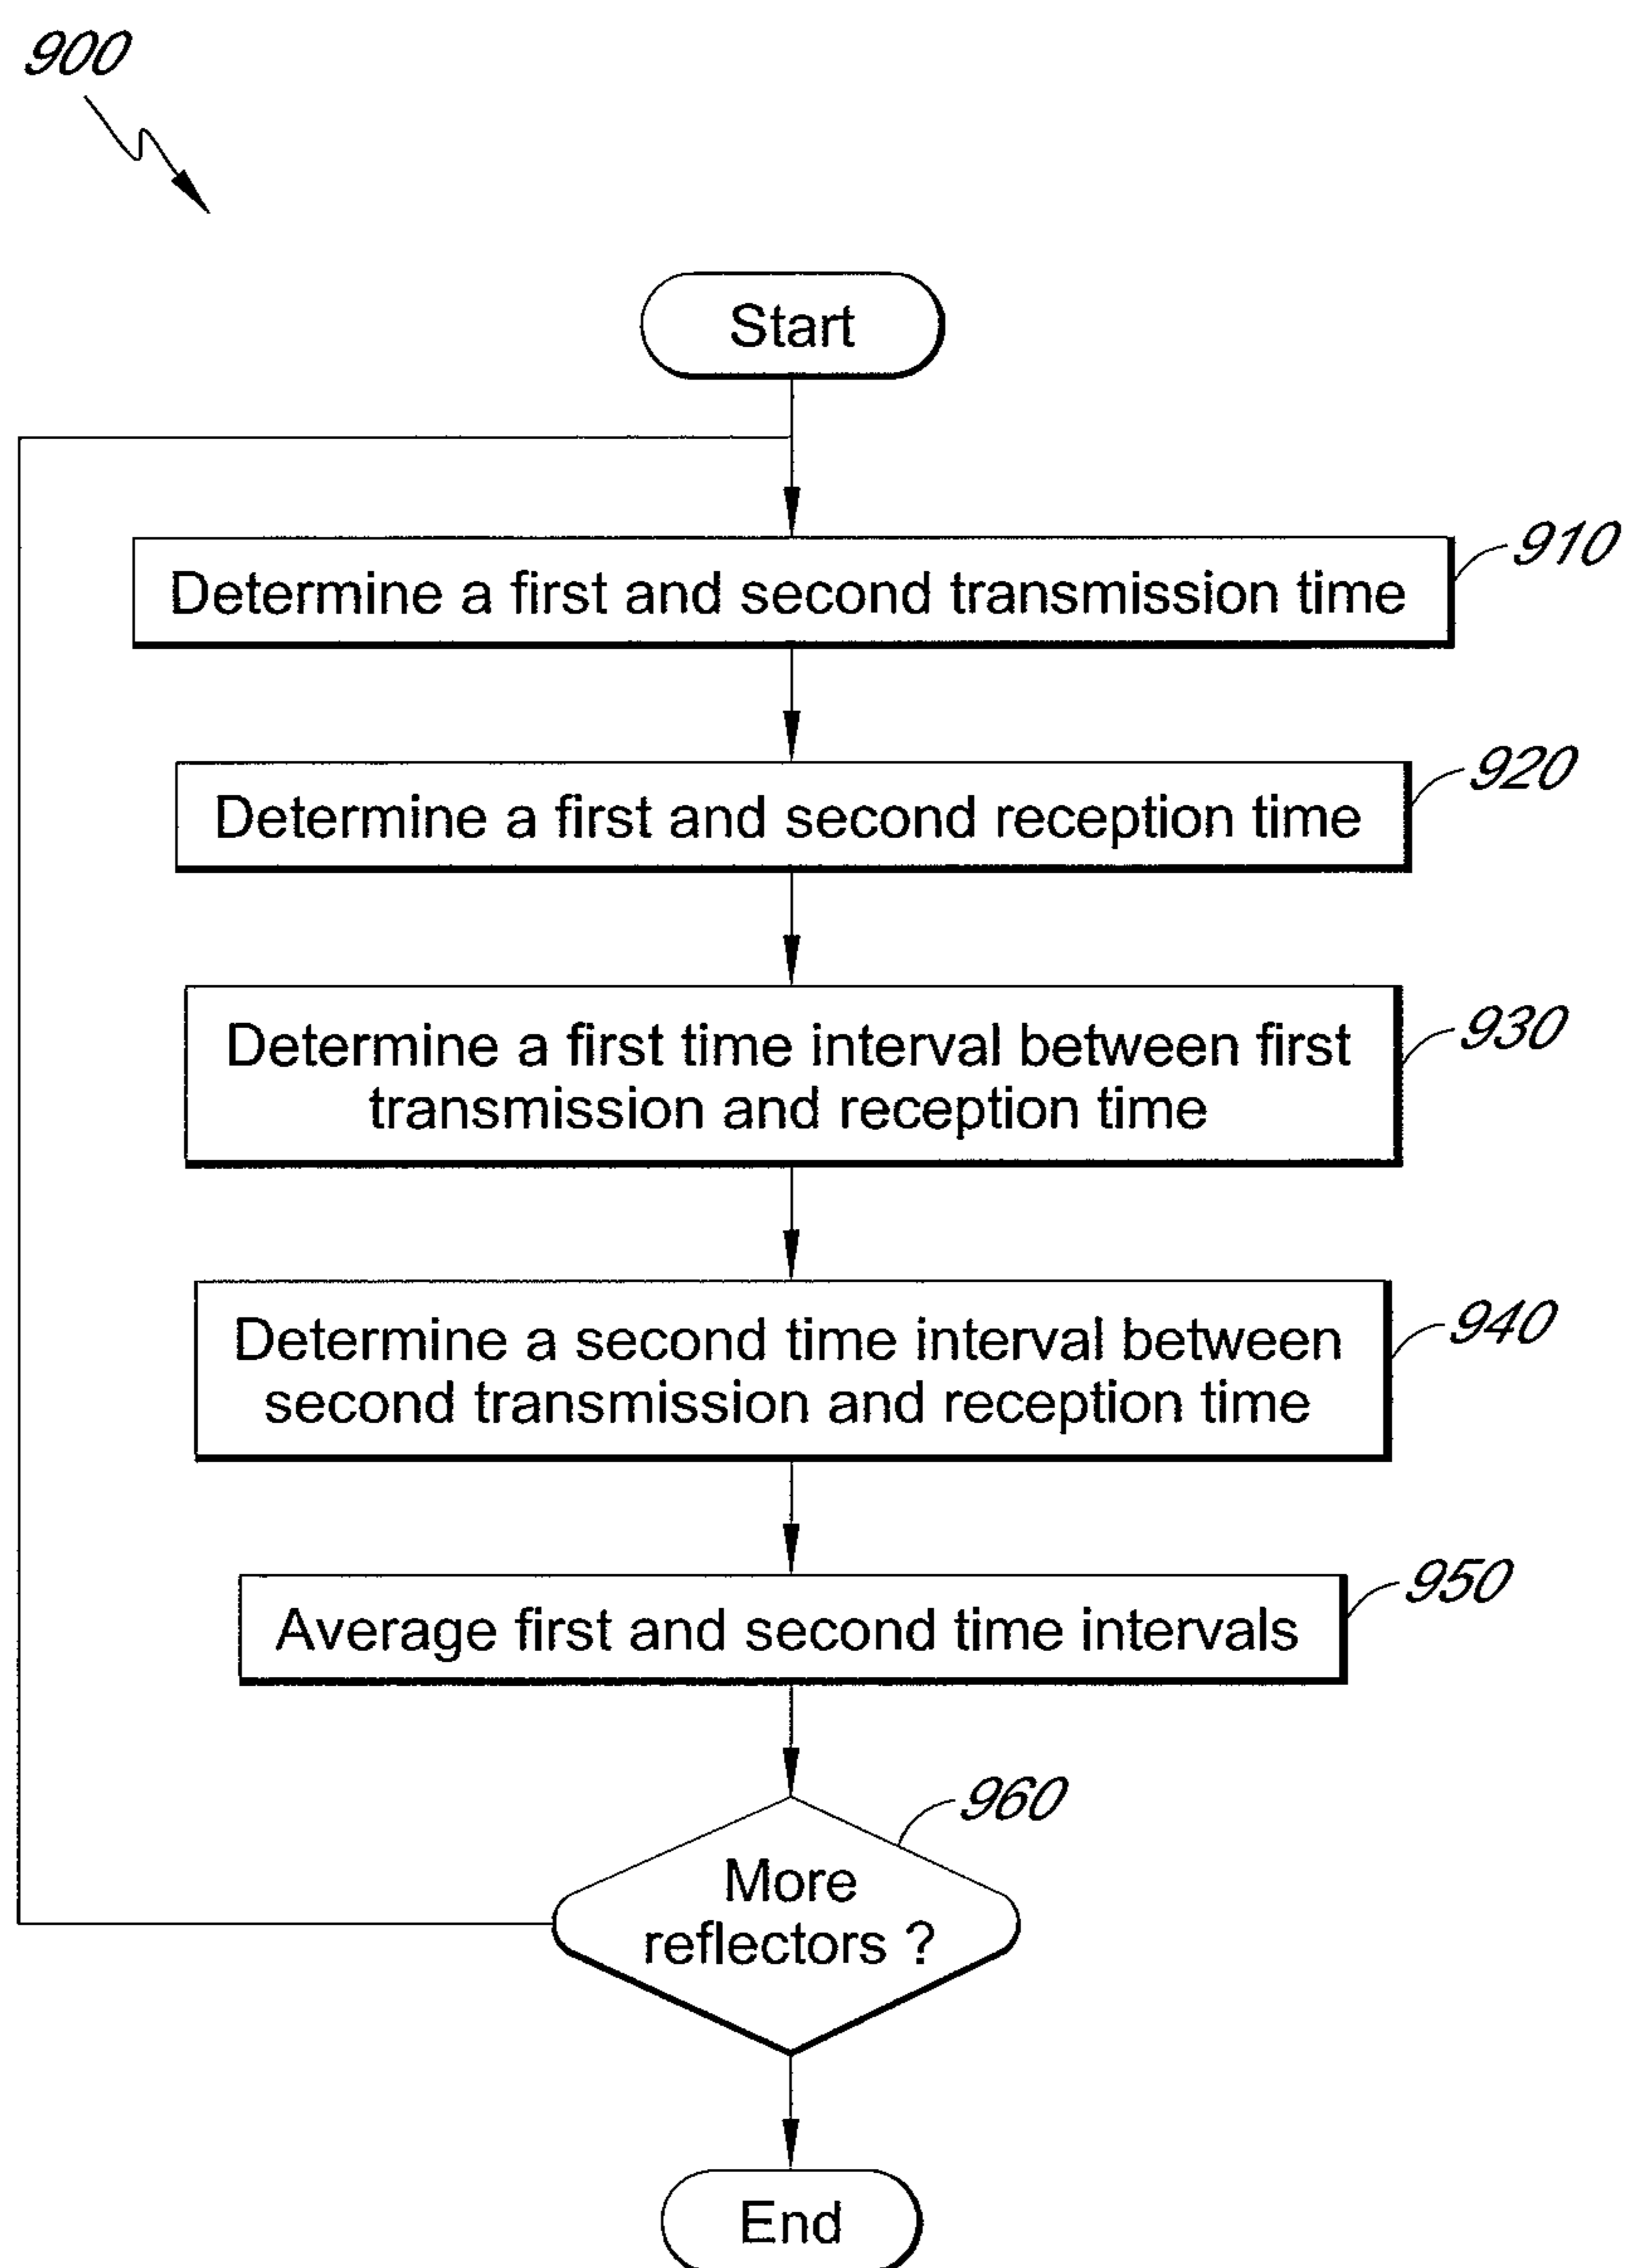 900
Start
Determine a first and second transmission time
910
Determine a first and second reception time
920
Determine a first time interval between first
transmission and reception time
930
Determine a second time interval between
second transmission and reception time
940
Average first and second time intervals
950
More
reflectors ?
960
End